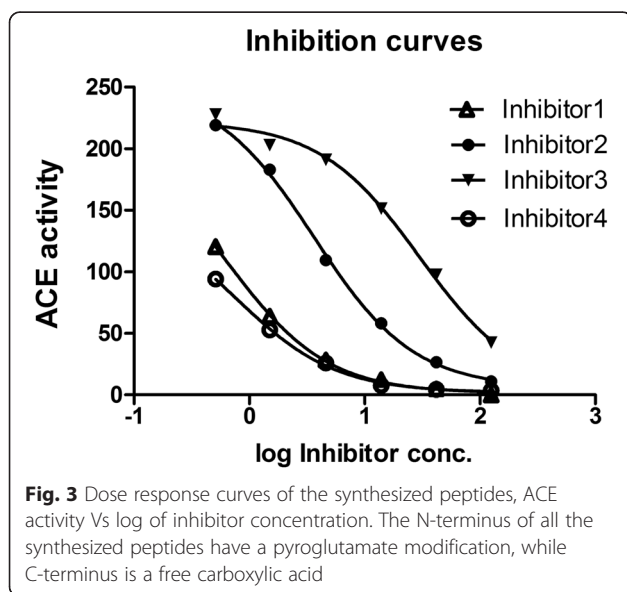 Inhibition curves
250
200
150
100
50
0
ACE activity
-1
0
1
2
3
log Inhibitor conc.
Inhibitor1
Inhibitor2
Inhibitor3
Inhibitor4
Fig. 3 Dose response curves of the synthesized peptides, ACE
activity Vs log of inhibitor concentration. The N-terminus of all the
synthesized peptides have a pyroglutamate modification, while
C-terminus is a free carboxylic acid